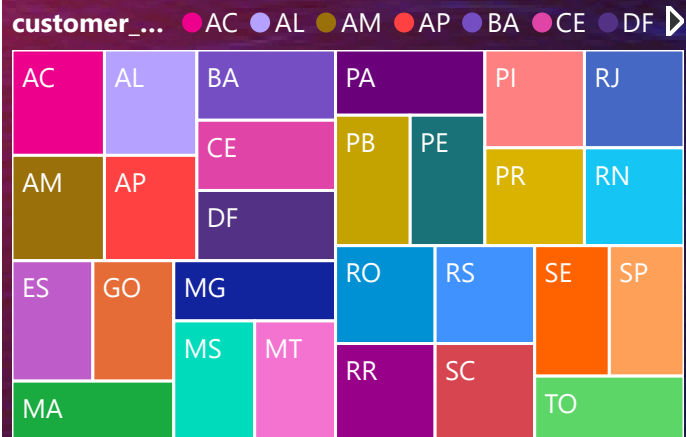 customer_... AC AL AM AP BA CE DF
AC AL BA PA PI RJ
CE PB PE
AM AP PR RN
DF
ES GO MG RO RS SE SP
MS MT
RR SC
MA TO